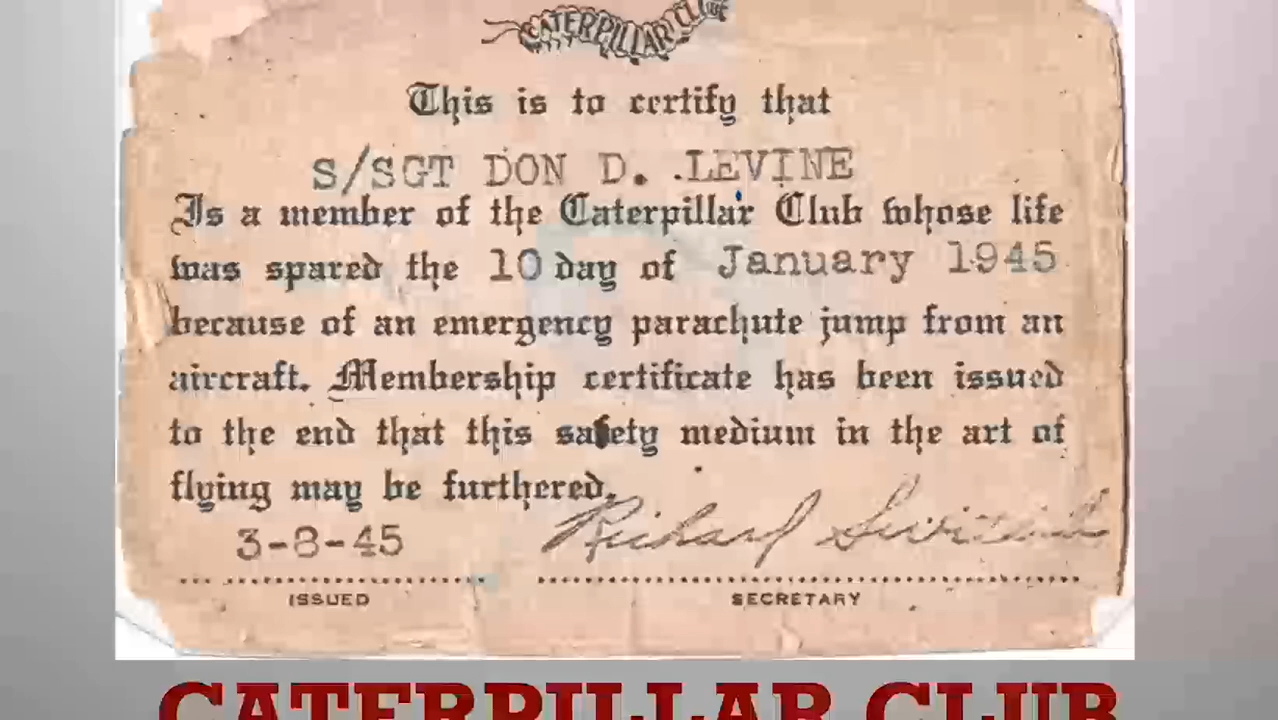 CATERPILLAR CLUB
This is to certify that
S/SGT DON D. LEVINE
Is a member of the Caterpillar Club whose life
was spared the 10 day of January 1945
because of an emergency parachute jump from an
aircraft. Membership certificate has been issued
to the end that this safety medium in the art of
flying may be furthered.
3-8-45 Richard
ISSUED SECRETARY
CATERPILLAR CLUB